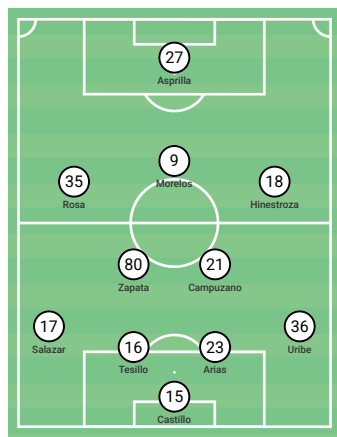 27
Asprilla
9
Morelos
35
Rosa
18
Hinestroza
80
Zapata
21
Campuzano
17
Salazar
36
Uribe
16
Tesillo
23
Arias
15
Castillo